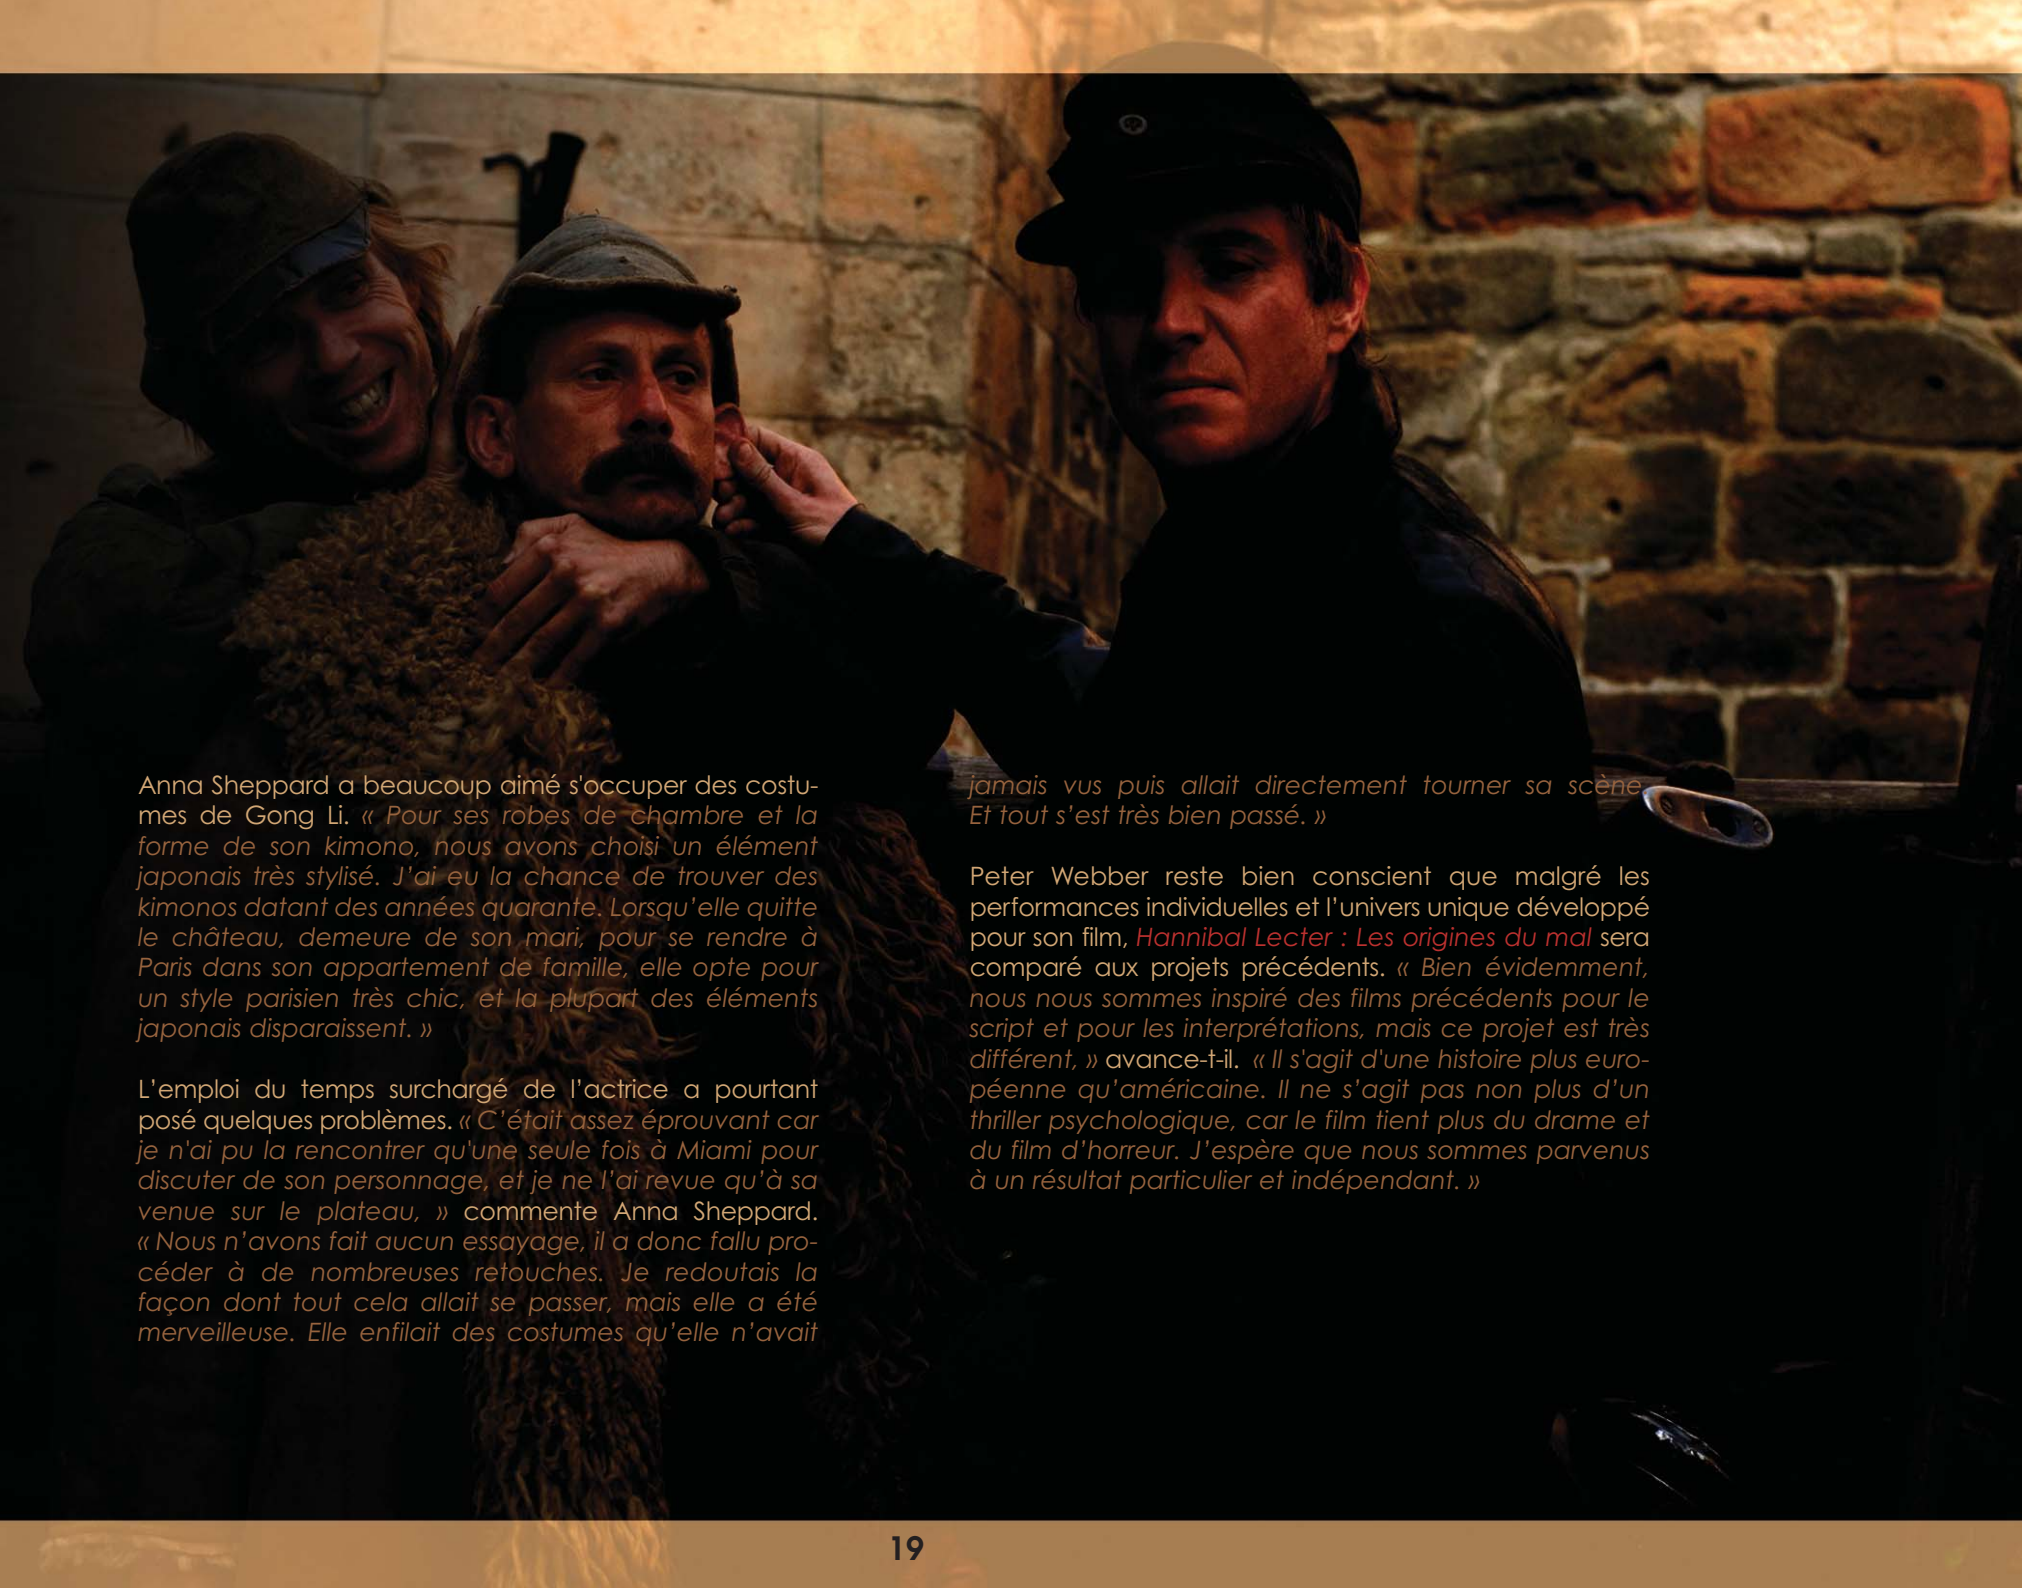 Anna Sheppard a beaucoup aimé s'occuper des costu-
mes de Gong Li. « Pour ses robes de chambre et la
forme de son kimono, nous avons choisi un élément
japonais très stylisé. J’ai eu la chance de trouver des
kimonos datant des années quarante. Lorsqu’elle quitte
le château, demeure de son mari, pour se rendre à
Paris dans son appartement de famille, elle opte pour
un style parisien très chic, et la plupart des éléments
japonais disparaissent. »
L’emploi du temps surchargé de l’actrice a pourtant
posé quelques problèmes. « C’était assez éprouvant car
je n'ai pu la rencontrer qu'une seule fois à Miami pour
discuter de son personnage, et je ne l’ai revue qu’à sa
venue sur le plateau, » commente Anna Sheppard.
« Nous n’avons fait aucun essayage, il a donc fallu pro-
céder à de nombreuses retouches. Je redoutais la
façon dont tout cela allait se passer, mais elle a été
merveilleuse. Elle enfilait des costumes qu’elle n’avait
jamais vus puis allait directement tourner sa scène.
Et tout s’est très bien passé. »
Peter Webber reste bien conscient que malgré les
performances individuelles et l’univers unique développé
pour son film, Hannibal Lecter : Les origines du mal sera
comparé aux projets précédents. « Bien évidemment,
nous nous sommes inspiré des films précédents pour le
script et pour les interprétations, mais ce projet est très
différent, » avance-t-il. « Il s'agit d'une histoire plus euro-
péenne qu’américaine. Il ne s’agit pas non plus d’un
thriller psychologique, car le film tient plus du drame et
du film d’horreur. J’espère que nous sommes parvenus
à un résultat particulier et indépendant. »
19